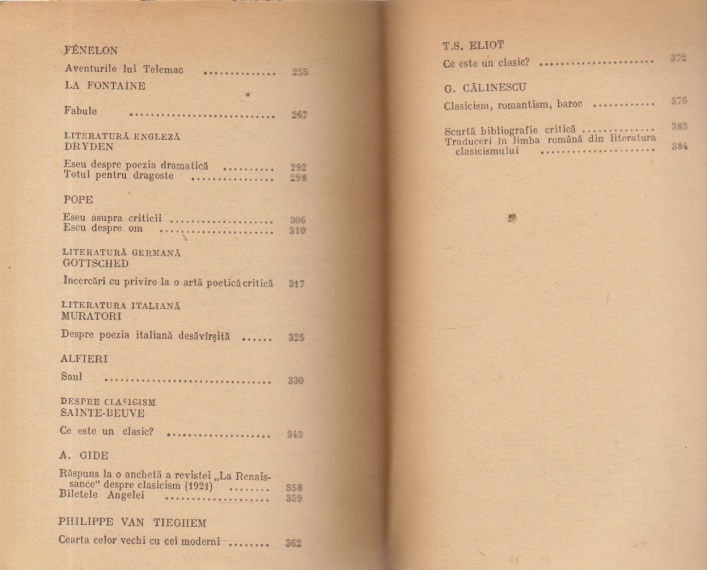 FÉNELON
Aventurile lui Telemac ............. 255
LA FONTAINE
Fabule ..................... 267
LITERATURĂ ENGLEZĂ
DRYDEN
Eseu despre poezia dramatică .......... 292
Totul pentru dragoste ............... 298
POPE
Eseu asupra criticii ................... 306
Eseu despre om ..................... 310
LITERATURĂ GERMANĂ
GOTTSCHED
Încercări cu privire la o artă poetică critică 317
LITERATURA ITALIANĂ
MURATORI
Despre poezia italiană desăvîrșită ...... 325
ALFIERI
Saul ............................... 330
DESPRE CLASICISM
SAINTE-BEUVE
Ce este un clasic? ................... 343
A. GIDE
Răspuns la o anchetă a revistei „La Renais-
sance" despre clasicism (1921) ........ 358
Biletele Angelei ................... 359
PHILIPPE VAN TIEGHEM
Cearta celor vechi cu cei moderni ........ 362
T.S. ELIOT
Ce este un clasic? ..................... 372
G. CĂLINESCU
Clasicism, romantism, baroc ........... 376
Scurtă bibliografie critică ............. 383
Traduceri în limba română din literatura
clasicismului ..................... 384